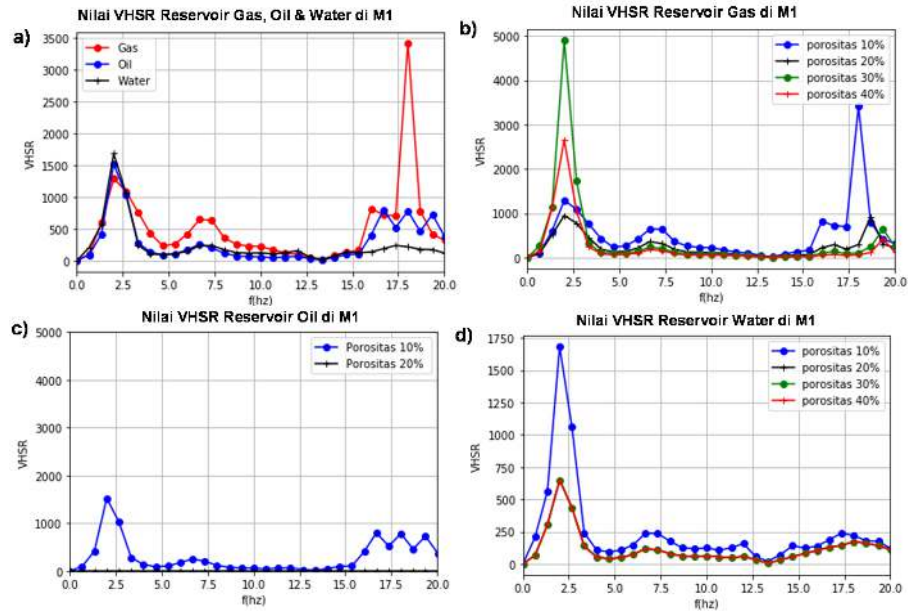 Nilai VHSR Reservoir Gas, Oil & Water di M1
a)
3500
3000
2500
2000
1500
1000
500
0
VHSR
Gas
Oil
Water
0.0 2.5 5.0 7.5 10.0 12.5 15.0 17.5 20.0
f(hz)
Nilai VHSR Reservoir Gas di M1
b)
5000
4000
3000
2000
1000
0
VHSR
porositas 10%
porositas 20%
porositas 30%
porositas 40%
0.0 2.5 5.0 7.5 10.0 12.5 15.0 17.5 20.0
f(hz)
Nilai VHSR Reservoir Oil di M1
c)
5000
4000
3000
2000
1000
0
VHSR
Porositas 10%
Porositas 20%
0.0 2.5 5.0 7.5 10.0 12.5 15.0 17.5 20.0
f(hz)
Nilai VHSR Reservoir Water di M1
d)
1750
1500
1250
1000
750
500
250
0
VHSR
porositas 10%
porositas 20%
porositas 30%
porositas 40%
0.0 2.5 5.0 7.5 10.0 12.5 15.0 17.5 20.0
f(hz)